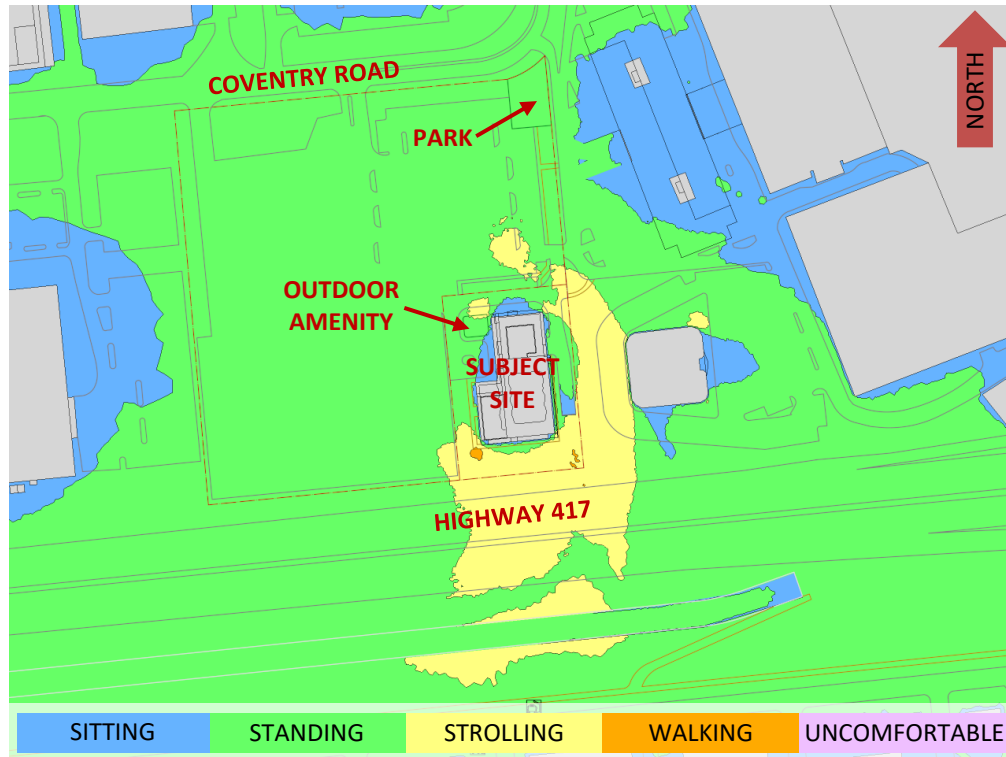 COVENTRY ROAD
NORTH
PARK
OUTDOOR
AMENITY
SUBJECT
SITE
HIGHWAY 417
SITTING
STANDING
STROLLING
WALKING
UNCOMFORTABLE